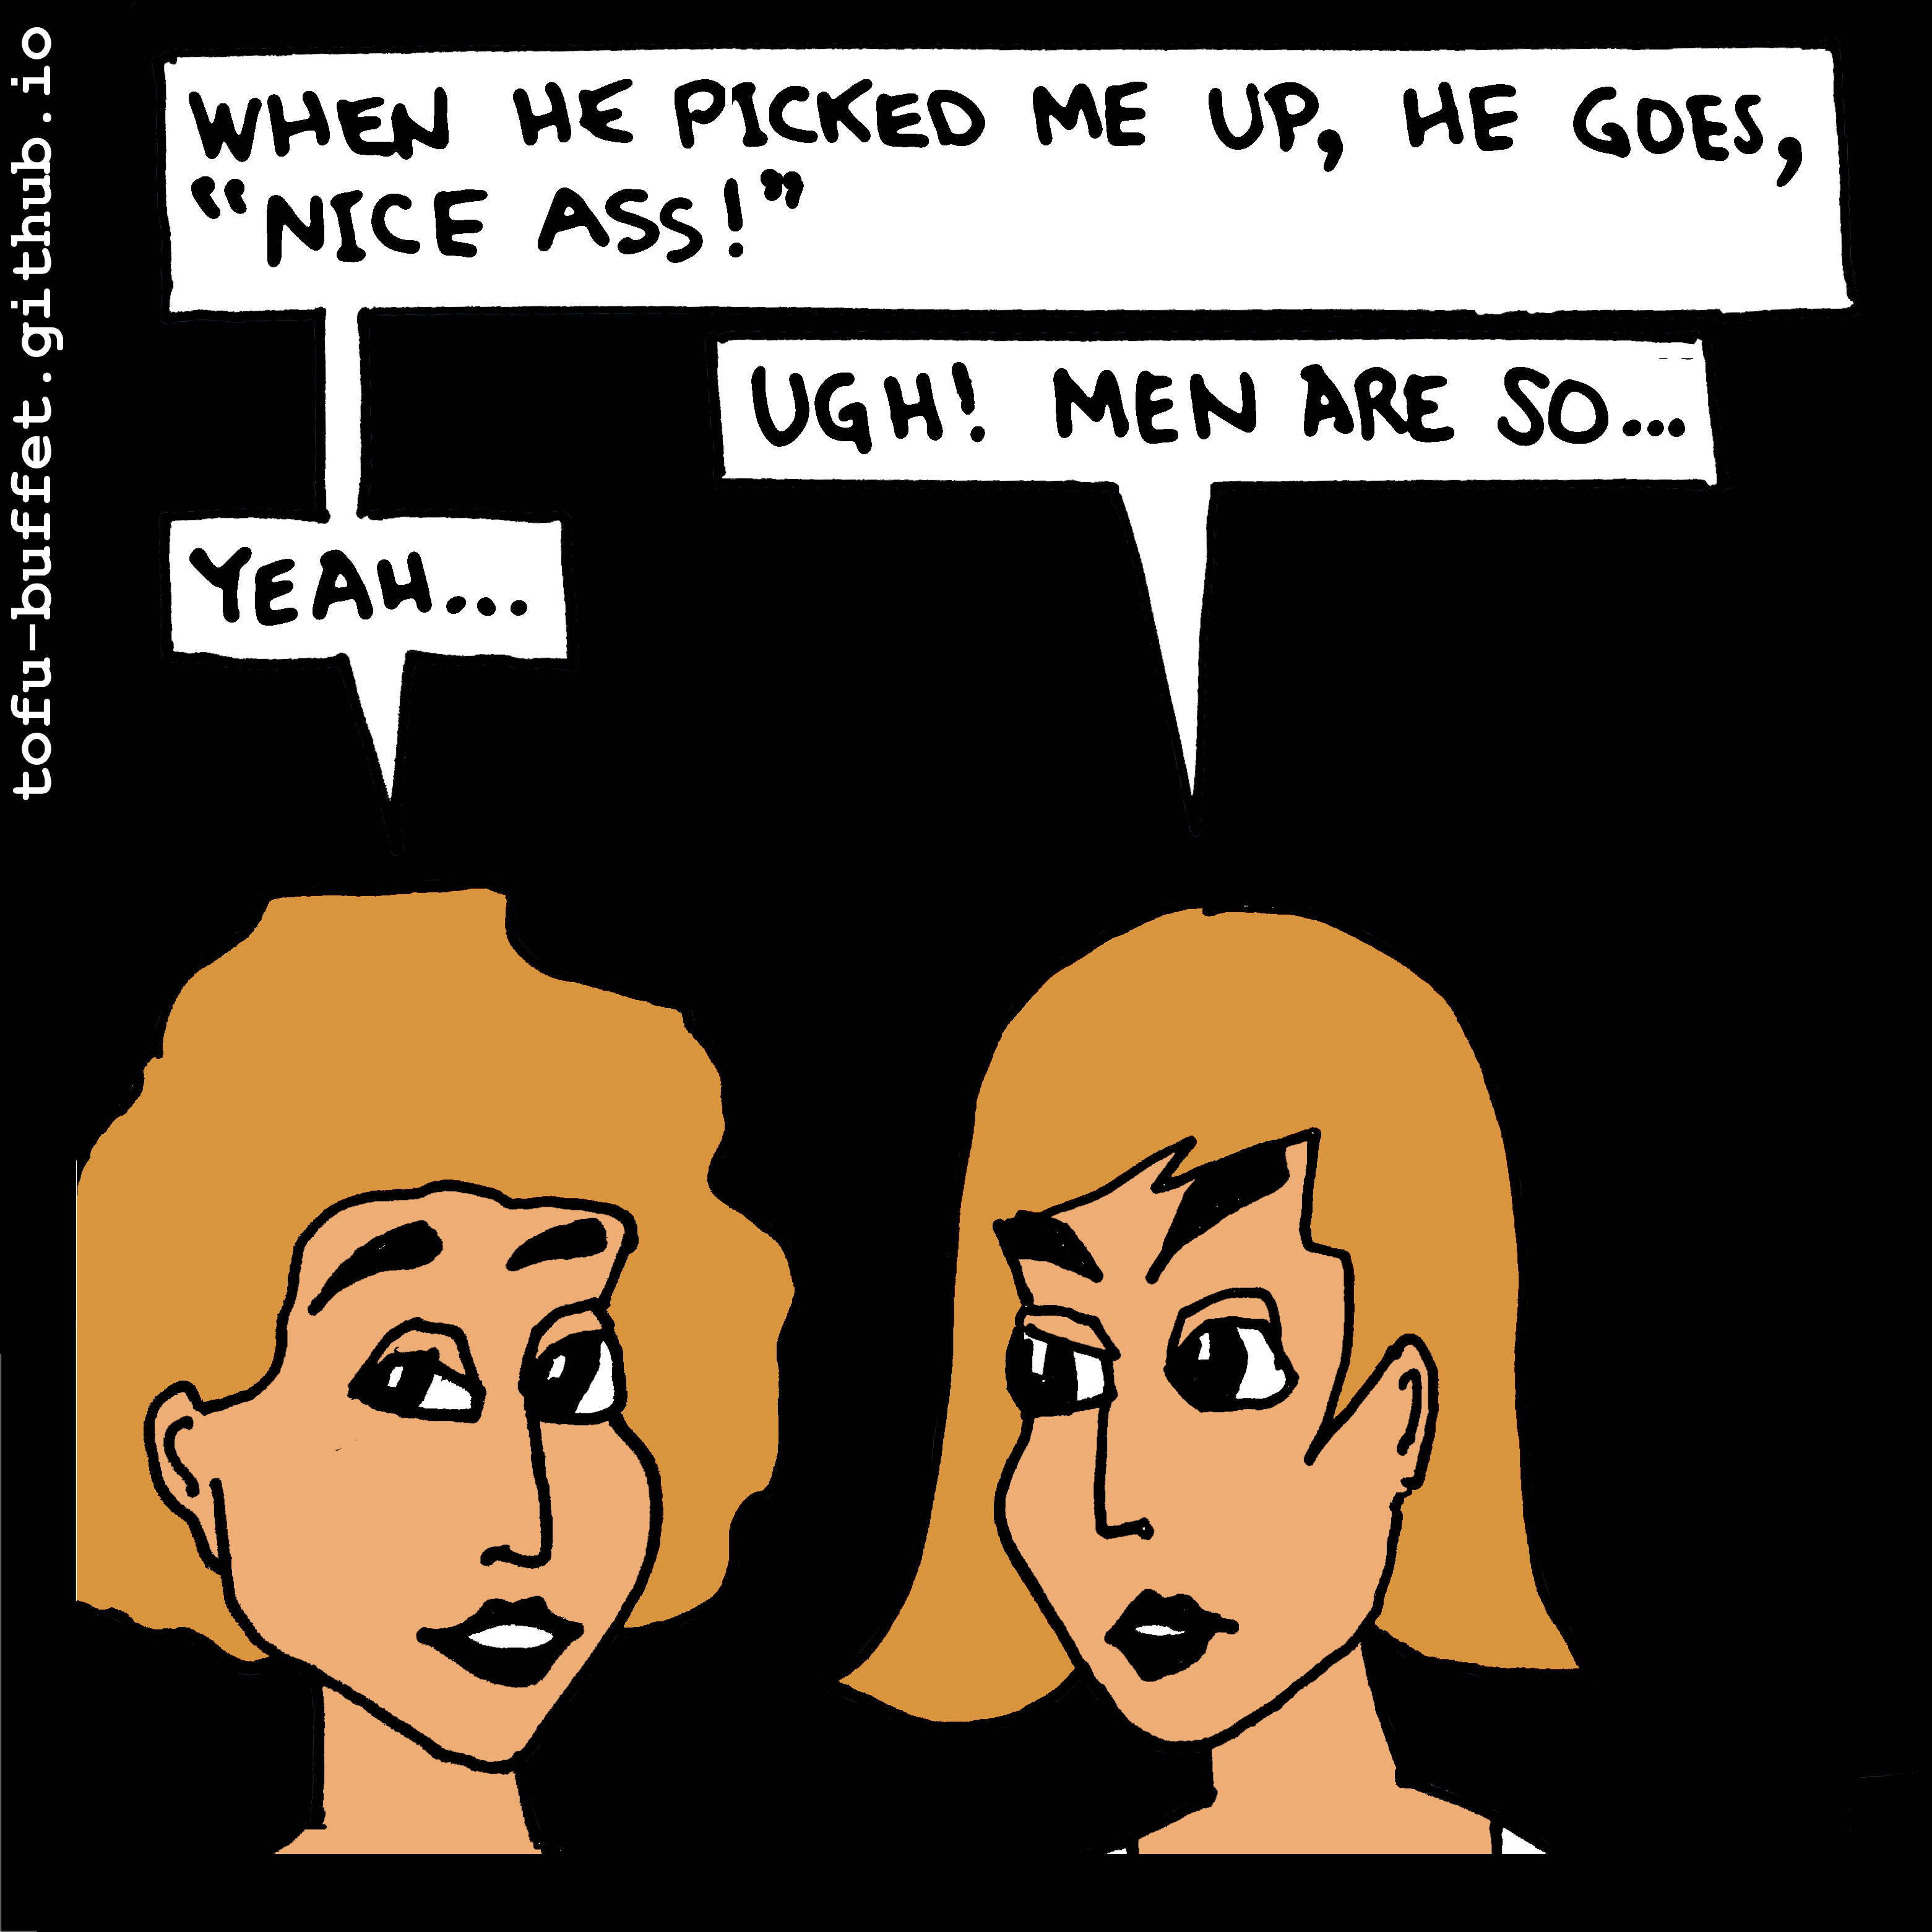 tofu-buffet.github.io
WHEN HE PICKED ME UP, HE GOES,
“NICE ASS!”
UGH! MEN ARE SO...
YEAH...